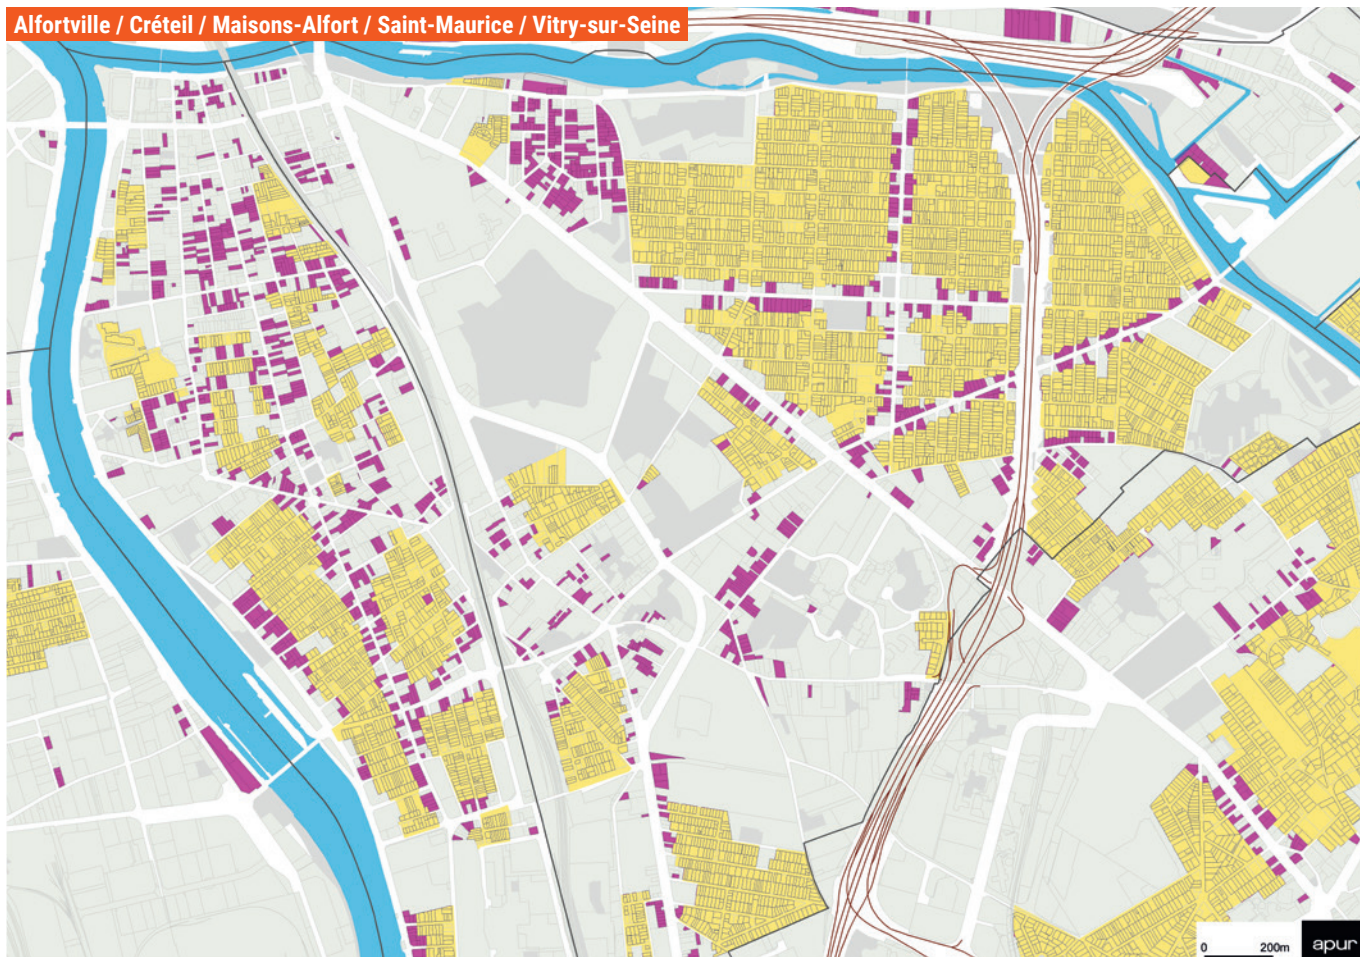 Alfortville / Créteil / Maisons-Alfort / Saint-Maurice / Vitry-sur-Seine
0 200m
apur